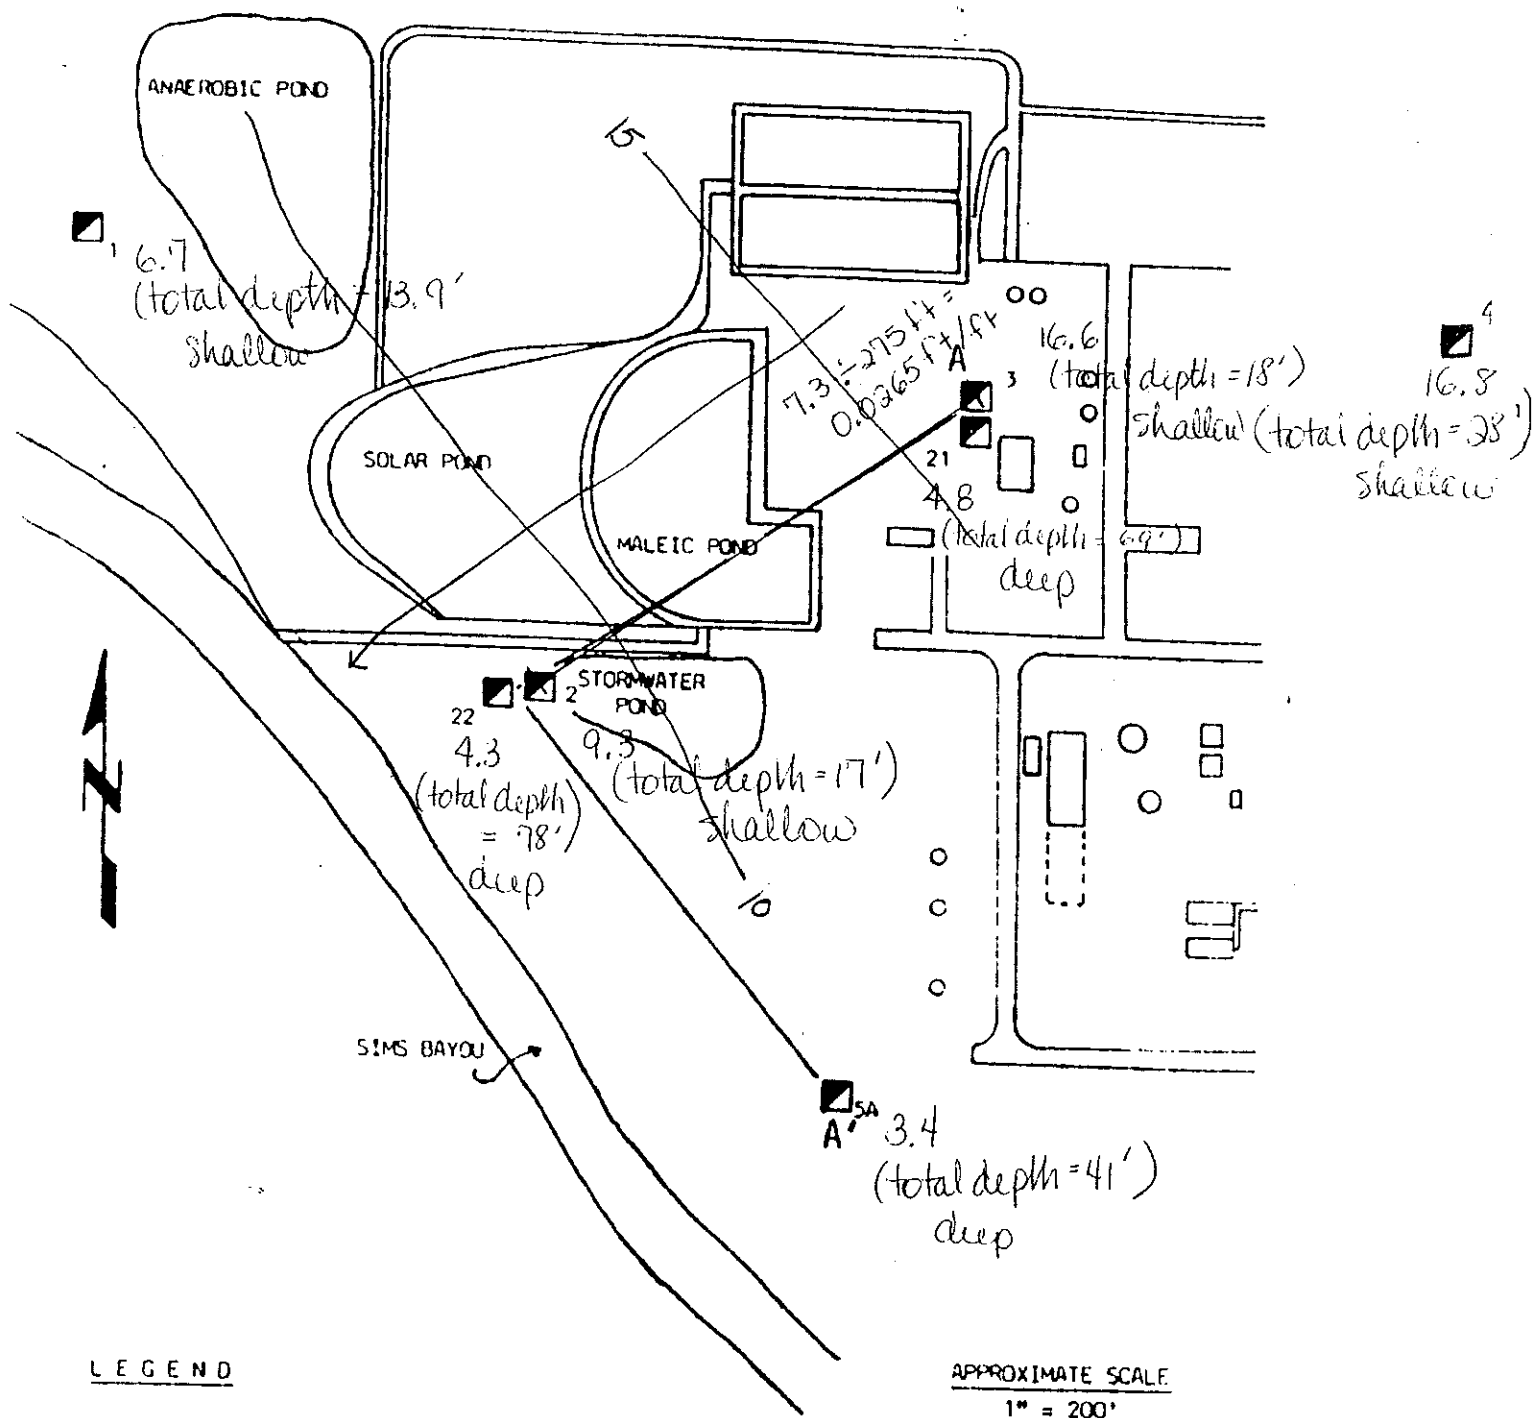 ANAEROBIC POND
15
1
6.7
(total depth = 13.9'
shallow
7.3 ÷ 275 ft =
0.0265 ft/ft
A
3
16.6
(total depth = 18')
shallow
4
16.8
(total depth = 28')
shallow
SOLAR POND
21
4.8
(total depth = 69')
deep
MALEIC POND
STORMWATER
POND
2
9.3
(total depth = 17')
shallow
22
4.3
(total depth
= 78')
deep
N
10
SIMS BAYOU
5A
A'
3.4
(total depth = 41')
deep
LEGEND
APPROXIMATE SCALE
1" = 200'